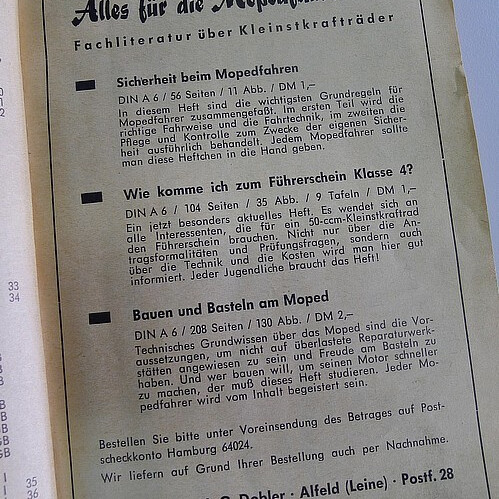 Alles für die
Fachliteratur über Kleinstkrafträder
Sicherheit beim Mopedfahren
DIN A 6 / 56 Seiten / 11 Abb. / DM 1,–
In diesem Heft sind die wichtigsten Grundregeln für
Mopedfahrer zusammengefaßt. Im ersten Teil wird die
richtige Fahrweise und die Fahrtechnik, im zweiten die
Pflege und Kontrolle zum Zwecke der eigenen Sicher-
heit ausführlich behandelt. Jedem Mopedfahrer sollte
man diese Heftchen in die Hand geben.
Wie komme ich zum Führerschein Klasse 4?
DIN A 6 / 104 Seiten / 35 Abb. / 9 Tafeln / DM 1,–
Ein jetzt besonders aktuelles Heft. Es wendet sich an
alle Interessenten, die für ein 50-ccm-Kleinstkraftrad
den Führerschein brauchen. Nicht nur über die An-
tragsformalitäten und Prüfungsfragen, sondern auch
über die Technik und die Kosten wird man hier gut
informiert. Jeder Jugendliche braucht das Heft!
Bauen und Basteln am Moped
DIN A 6 / 208 Seiten / 130 Abb. / DM 2,–
Technisches Grundwissen über das Moped sind die Vor-
aussetzungen, um nicht auf überlastete Reparaturwerk-
stätten angewiesen zu sein und Freude am Basteln zu
haben. Und wer bauen will, um seinen Motor schneller
zu machen, der muß dieses Heft studieren. Jeder Mo-
pedfahrer wird vom Inhalt begeistert sein.
Bestellen Sie bitte unter Voreinsendung des Betrages auf Post-
scheckkonto Hamburg 64024.
Wir liefern auf Grund Ihrer Bestellung auch per Nachnahme.
Dobler · Alfeld (Leine) · Postf. 28
33
34
35
36